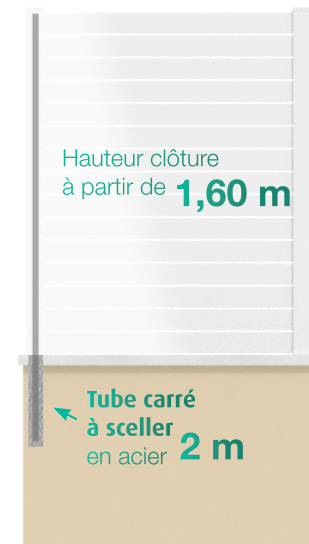 Hauteur clôture
à partir de 1,60 m
Tube carré
à sceller
en acier 2 m